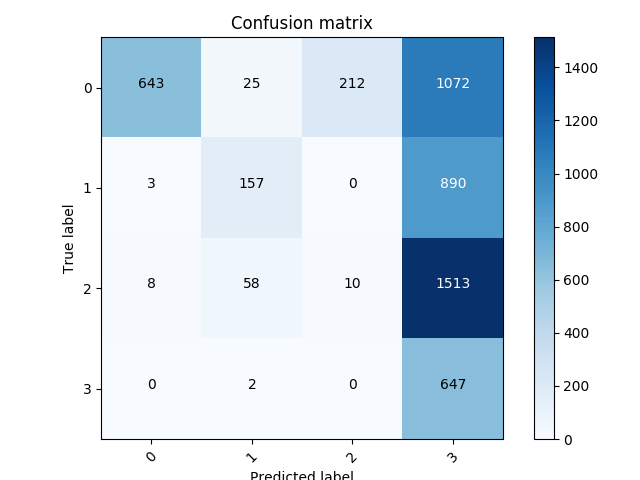 Confusion matrix
0 643 25 212 1072
1 3 157 0 890
2 8 58 10 1513
3 0 2 0 647
0 1 2 3
True label
Predicted label
1400
1200
1000
800
600
400
200
0